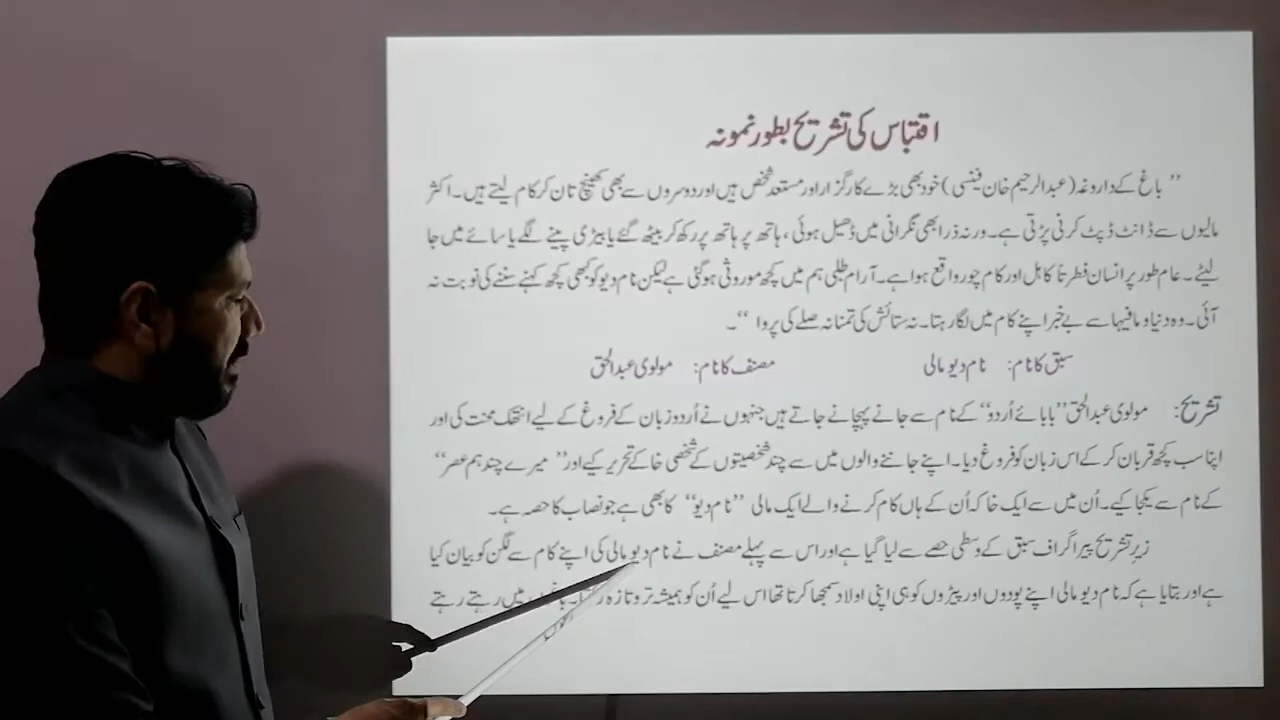 اقتباس کی تشریح بطور نمونہ
”باغ کے داروغہ (عبدالرحیم خان فینسی) خود بھی بڑے کارگزار اور مستعد شخص ہیں اور دوسروں سے بھی کھینچ تان کر کام لیتے ہیں۔ اکثر
مالیوں سے ڈانٹ ڈپٹ کرنی پڑتی ہے۔ ورنہ ذرا بھی نگرانی میں ڈھیل ہوئی، ہاتھ پر ہاتھ پر رکھ کر بیٹھ گئے یا بیڑی پینے لگے یا سائے میں جا
لیٹے۔ عام طور پر انسان فطرتاً کاہل اور کام چور واقع ہوا ہے۔ آرام طلبی ہم میں کچھ موروثی ہوگئی ہے لیکن نام دیو کو کبھی کچھ کہنے سننے کی نوبت نہ
آئی۔ وہ دنیا و مافیہا سے بے خبر اپنے کام میں لگا رہتا۔ نہ ستائش کی تمنا نہ صلے کی پروا“۔
سبق کا نام: نام دیو مالی مصنف کا نام: مولوی عبدالحق
تشریح: مولوی عبدالحق ”بابائے اُردو“ کے نام سے جانے پہچانے جاتے ہیں جنہوں نے اُردو زبان کے فروغ کے لیے انتھک محنت کی اور
اپنا سب کچھ قربان کر کے اس زبان کو فروغ دیا۔ اپنے جاننے والوں میں سے چند شخصیتوں کے شخصی خاکے تحریر کیے اور ”میرے چند ہم عصر“
کے نام سے یکجا کیے۔ اُن میں سے ایک خاکہ اُن کے ہاں کام کرنے والے ایک مالی ”نام دیو“ کا بھی ہے جو نصاب کا حصہ ہے۔
زیرِ تشریح پیراگراف سبق کے وسطی حصے سے لیا گیا ہے اور اس سے پہلے مصنف نے نام دیو مالی کی اپنے کام سے لگن کو بیان کیا
ہے اور بتایا ہے کہ نام دیو مالی اپنے پودوں اور پیڑوں کو ہی اپنی اولاد سمجھا کرتا تھا اس لیے اُن کو ہمیشہ تر و تازہ میں رہتے رہتے